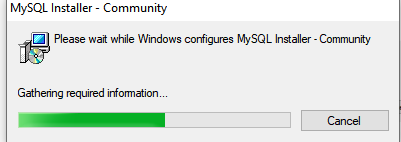 MySQL Installer - Community
Please wait while Windows configures MySQL Installer - Community
Gathering required information...
Cancel